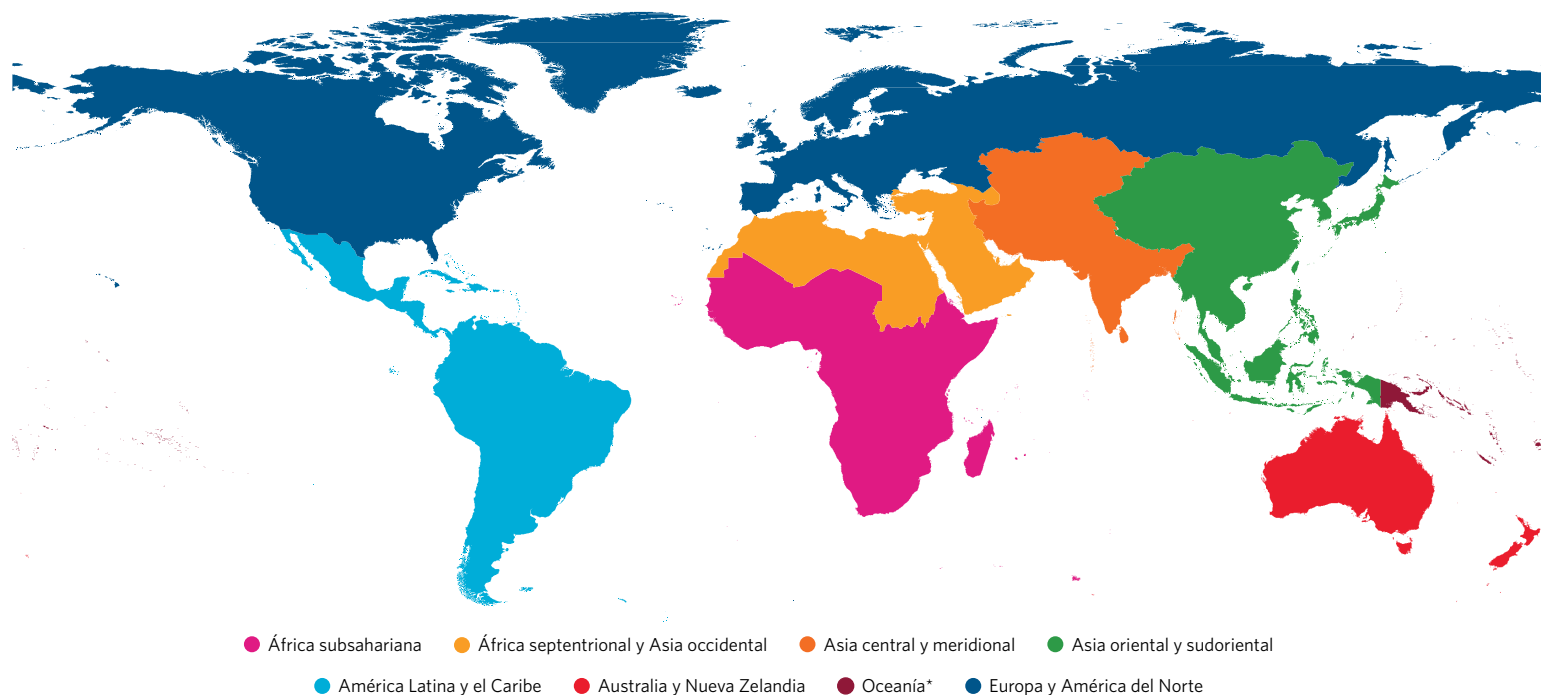 África subsahariana África septentrional y Asia occidental Asia central y meridional Asia oriental y sudoriental
América Latina y el Caribe Australia y Nueva Zelandia Oceanía* Europa y América del Norte